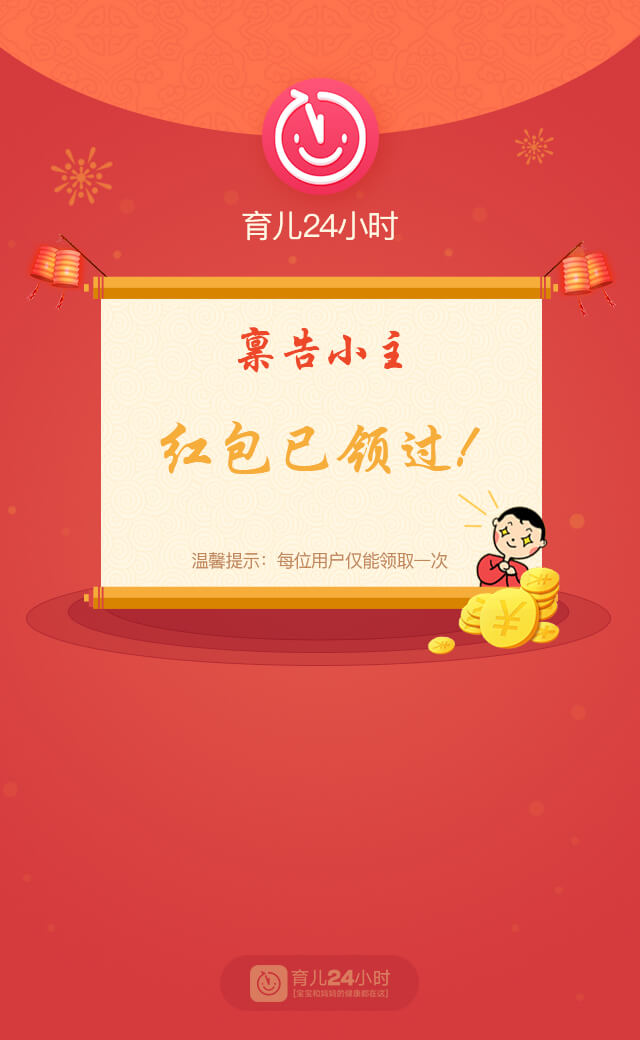 育儿24小时
禀告小主
红包已领过!
温馨提示：每位用户仅能领取一次
¥
育儿24小时
[宝宝和妈妈的健康都在这]